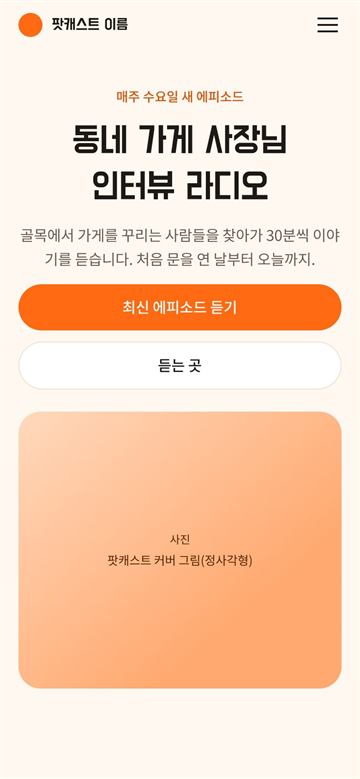 팟캐스트 이름
매주 수요일 새 에피소드
동네 가게 사장님
인터뷰 라디오
골목에서 가게를 꾸리는 사람들을 찾아가 30분씩 이야
기를 듣습니다. 처음 문을 연 날부터 오늘까지.
최신 에피소드 듣기
듣는 곳
사진
팟캐스트 커버 그림(정사각형)